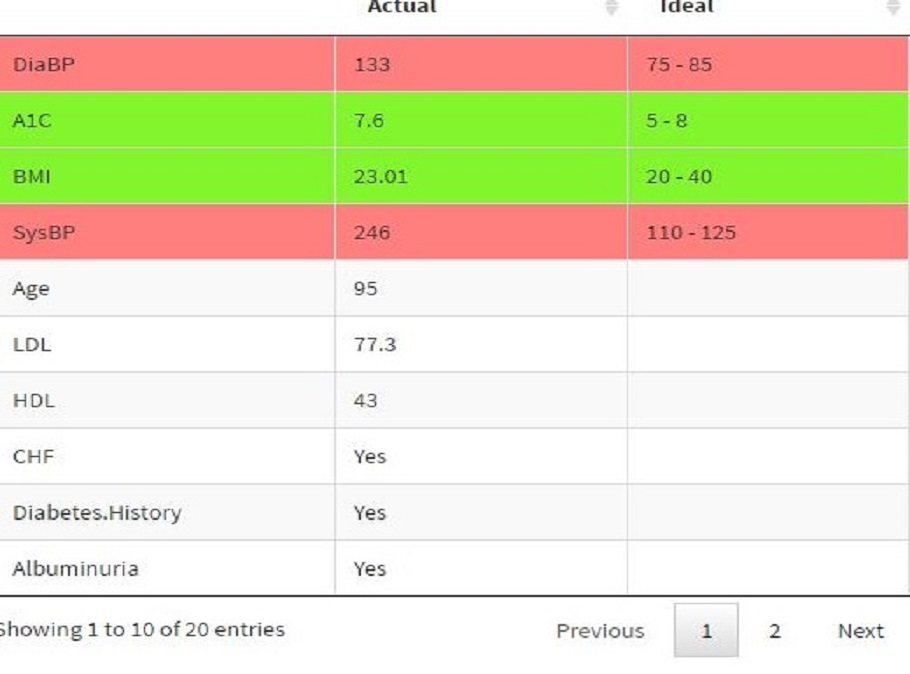 Actual Ideal
DiaBP 133 75 - 85
A1C 7.6 5 - 8
BMI 23.01 20 - 40
SysBP 246 110 - 125
Age 95
LDL 77.3
HDL 43
CHF Yes
Diabetes.History Yes
Albuminuria Yes
Showing 1 to 10 of 20 entries Previous 1 2 Next